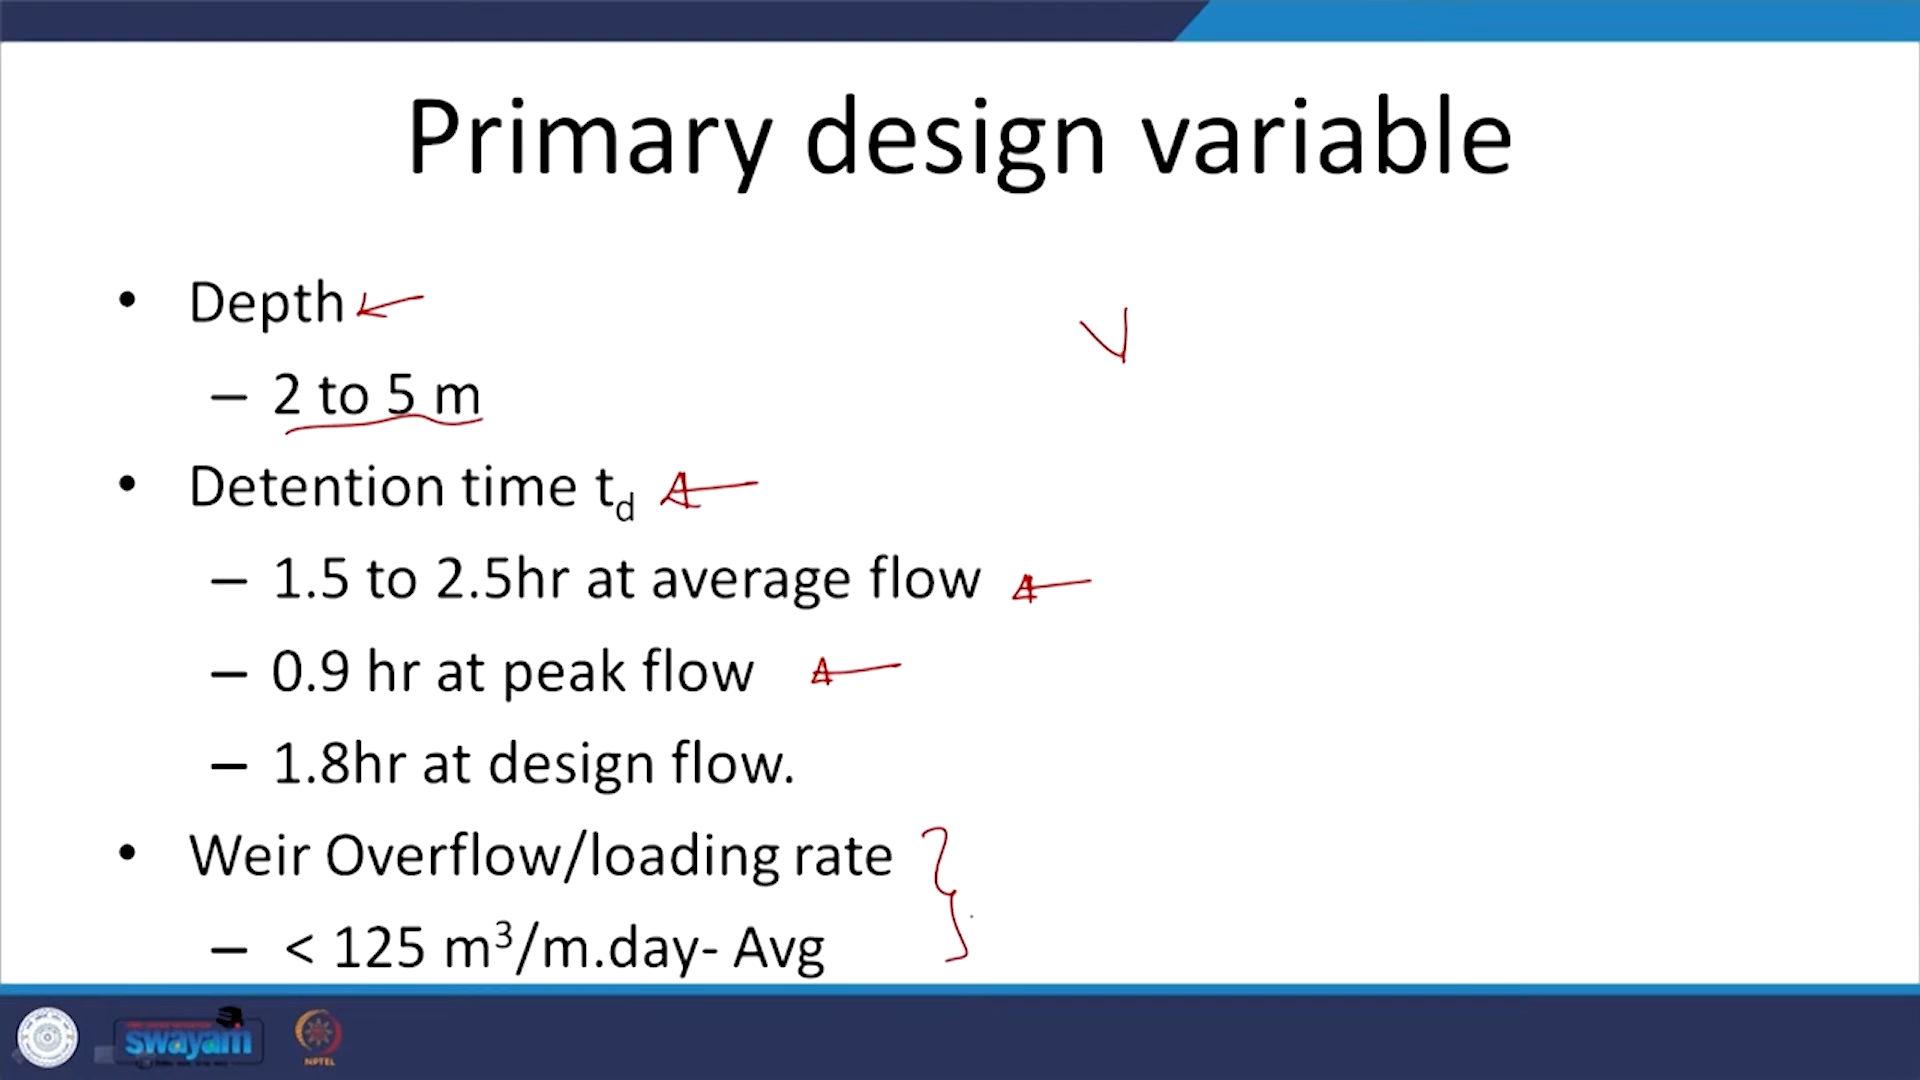 Primary design variable
• Depth
– 2 to 5 m
V
• Detention time td
– 1.5 to 2.5hr at average flow
– 0.9 hr at peak flow
– 1.8hr at design flow.
• Weir Overflow/loading rate
– < 125 m³/m.day- Avg
swayam
NPTEL